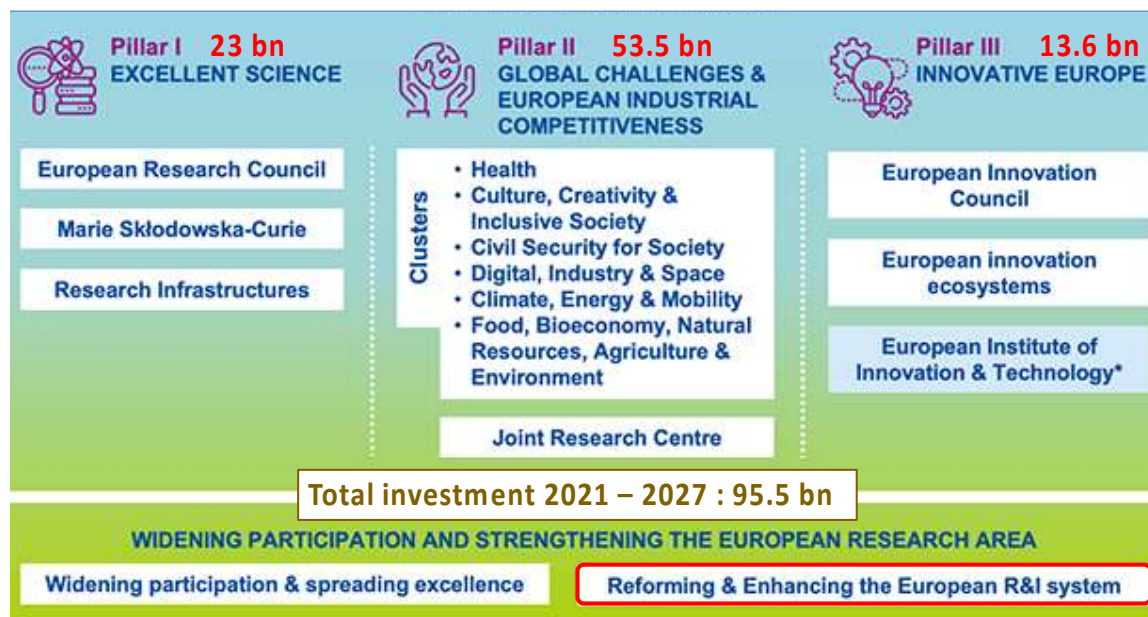 Pillar I 23 bn
EXCELLENT SCIENCE
European Research Council
Marie Skłodowska-Curie
Research Infrastructures
Pillar II 53.5 bn
GLOBAL CHALLENGES &
EUROPEAN INDUSTRIAL
COMPETITIVENESS
Clusters
• Health
• Culture, Creativity &
Inclusive Society
• Civil Security for Society
• Digital, Industry & Space
• Climate, Energy & Mobility
• Food, Bioeconomy, Natural
Resources, Agriculture &
Environment
Joint Research Centre
Pillar III 13.6 bn
INNOVATIVE EUROPE
European Innovation
Council
European innovation
ecosystems
European Institute of
Innovation & Technology*
Total investment 2021 – 2027 : 95.5 bn
WIDENING PARTICIPATION AND STRENGTHENING THE EUROPEAN RESEARCH AREA
Widening participation & spreading excellence
Reforming & Enhancing the European R&I system